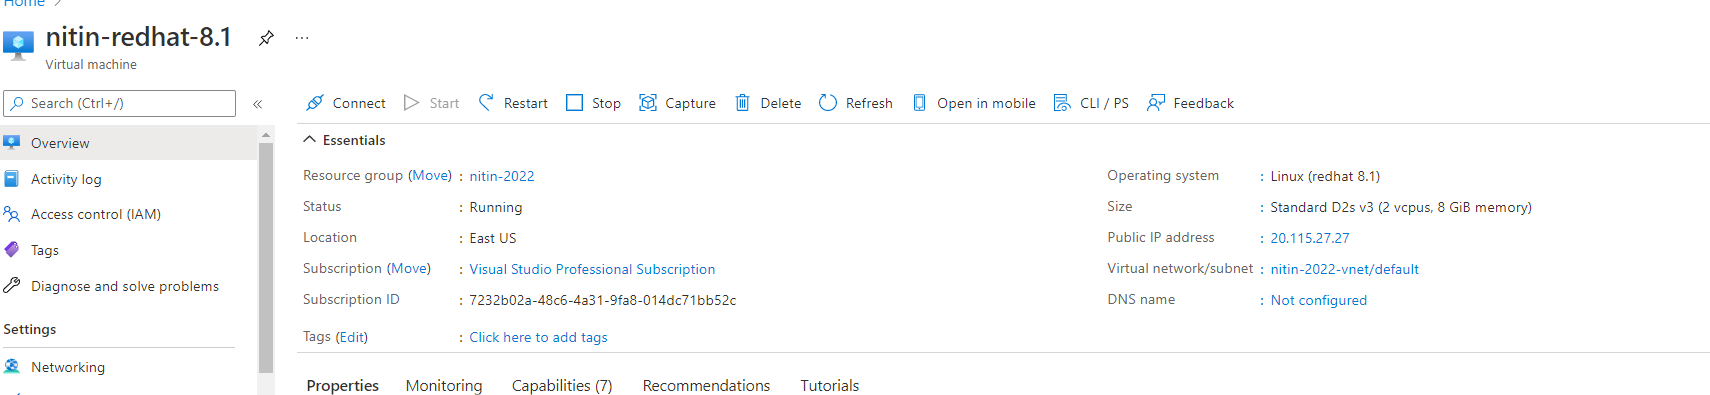 Home >
nitin-redhat-8.1 ...
Virtual machine
Search (Ctrl+/) «
Connect Start Restart Stop Capture Delete Refresh Open in mobile CLI / PS Feedback
Overview
Activity log
Access control (IAM)
Tags
Diagnose and solve problems
Settings
Networking
Essentials
Resource group (Move) : nitin-2022
Status : Running
Location : East US
Subscription (Move) : Visual Studio Professional Subscription
Subscription ID : 7232b02a-48c6-4a31-9fa8-014dc71bb52c
Tags (Edit) : Click here to add tags
Operating system : Linux (redhat 8.1)
Size : Standard D2s v3 (2 vcpus, 8 GiB memory)
Public IP address : 20.115.27.27
Virtual network/subnet : nitin-2022-vnet/default
DNS name : Not configured
Properties Monitoring Capabilities (7) Recommendations Tutorials